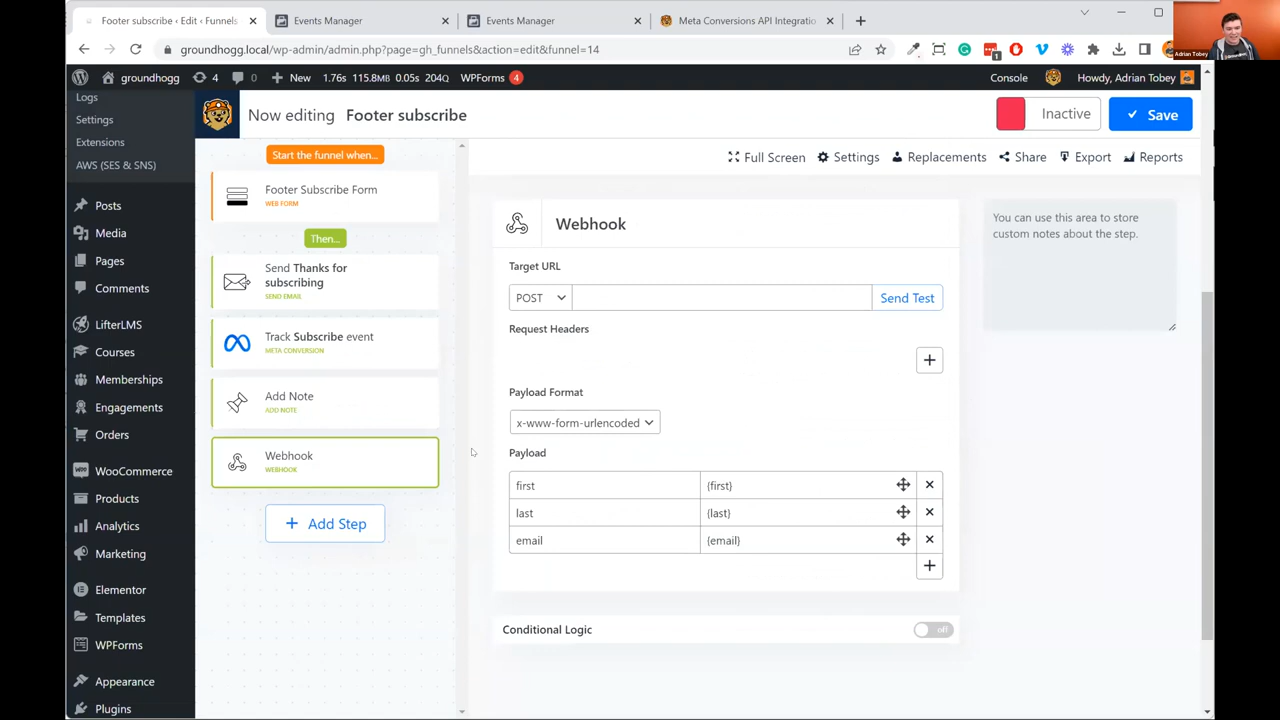 Footer subscribe ‹ Edit ‹ Funnels
Events Manager
Events Manager
Meta Conversions API Integratio
groundhogg.local/wp-admin/admin.php?page=gh_funnels&action=edit&funnel=14
Adrian Tobey
groundhogg
4
0
New
1.76s 115.8MB 0.05s 204Q
WPForms 4
Console
Howdy, Adrian Tobey
Logs
Settings
Extensions
AWS (SES & SNS)
Posts
Media
Pages
Comments
LifterLMS
Courses
Memberships
Engagements
Orders
WooCommerce
Products
Analytics
Marketing
Elementor
Templates
WPForms
Appearance
Plugins
Now editing Footer subscribe
Inactive
Save
Full Screen
Settings
Replacements
Share
Export
Reports
Start the funnel when...
Footer Subscribe Form
WEB FORM
Then...
Send Thanks for
subscribing
SEND EMAIL
Track Subscribe event
META CONVERSION
Add Note
ADD NOTE
Webhook
WEBHOOK
Add Step
Webhook
Target URL
POST
Send Test
Request Headers
Payload Format
x-www-form-urlencoded
Payload
first {first}
last {last}
email {email}
Conditional Logic
off
You can use this area to store
custom notes about the step.
1